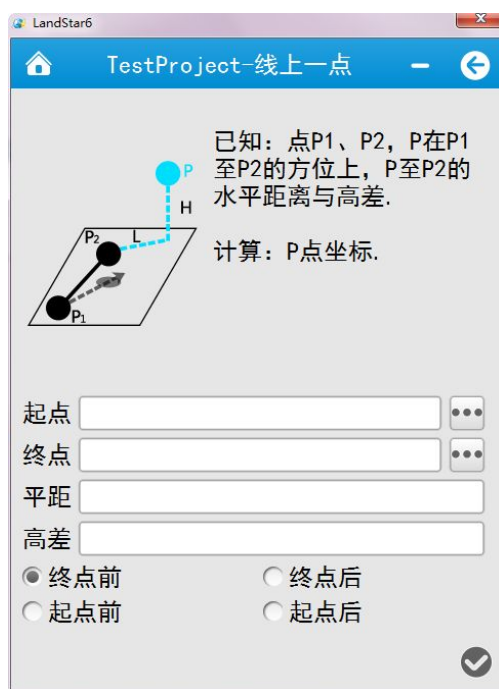 LandStar6
TestProject-线上一点
已知：点P1、P2，P在P1
至P2的方位上，P至P2的
水平距离与高差.
计算：P点坐标.
P
H
P2
L
P1
起点
终点
平距
高差
终点前
终点后
起点前
起点后